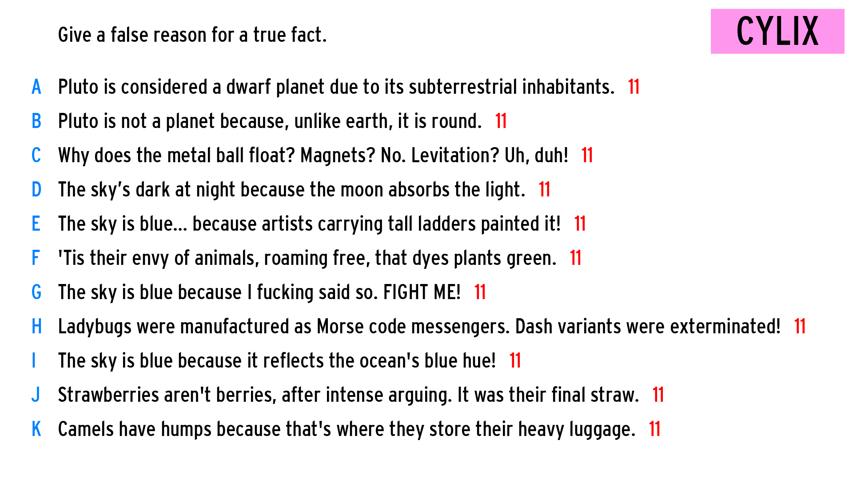 Give a false reason for a true fact.
CYLIX
A Pluto is considered a dwarf planet due to its subterrestrial inhabitants. 11
B Pluto is not a planet because, unlike earth, it is round. 11
C Why does the metal ball float? Magnets? No. Levitation? Uh, duh! 11
D The sky's dark at night because the moon absorbs the light. 11
E The sky is blue... because artists carrying tall ladders painted it! 11
F 'Tis their envy of animals, roaming free, that dyes plants green. 11
G The sky is blue because I fucking said so. FIGHT ME! 11
H Ladybugs were manufactured as Morse code messengers. Dash variants were exterminated! 11
I The sky is blue because it reflects the ocean's blue hue! 11
J Strawberries aren't berries, after intense arguing. It was their final straw. 11
K Camels have humps because that's where they store their heavy luggage. 11